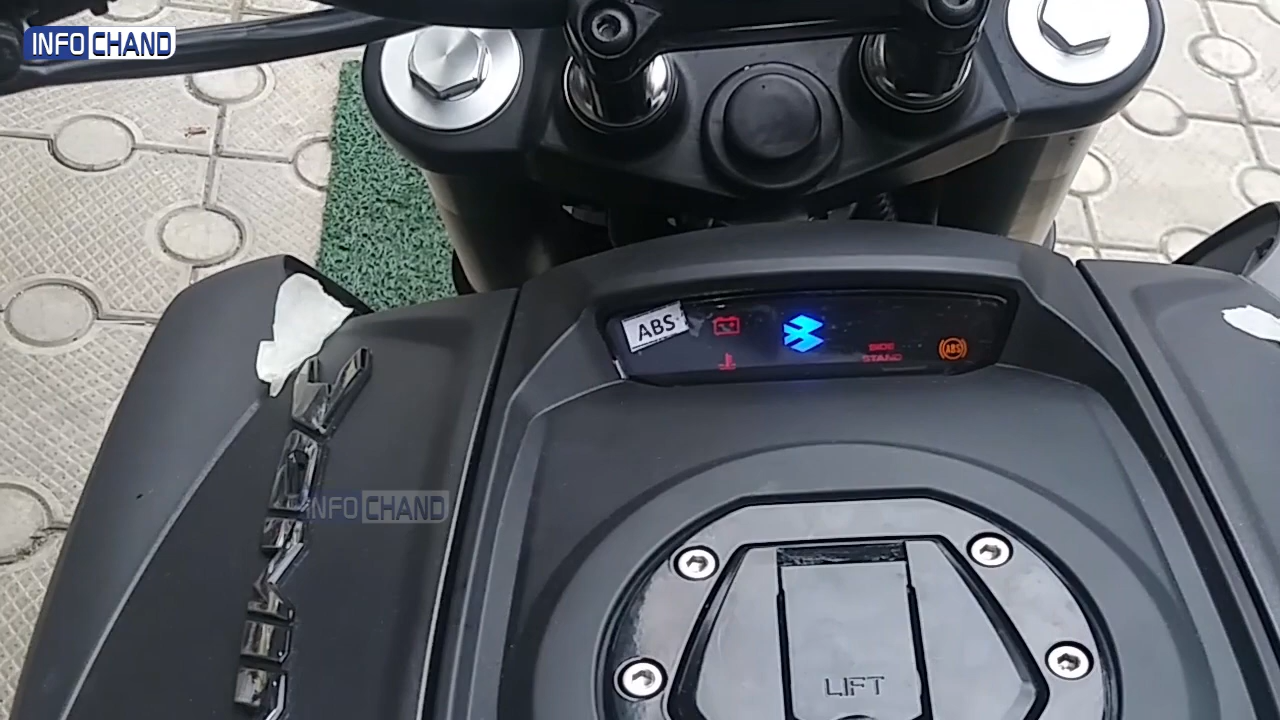 INFO CHAND
ABS
SIDE
STAND
ABS
INFO CHAND
LIFT